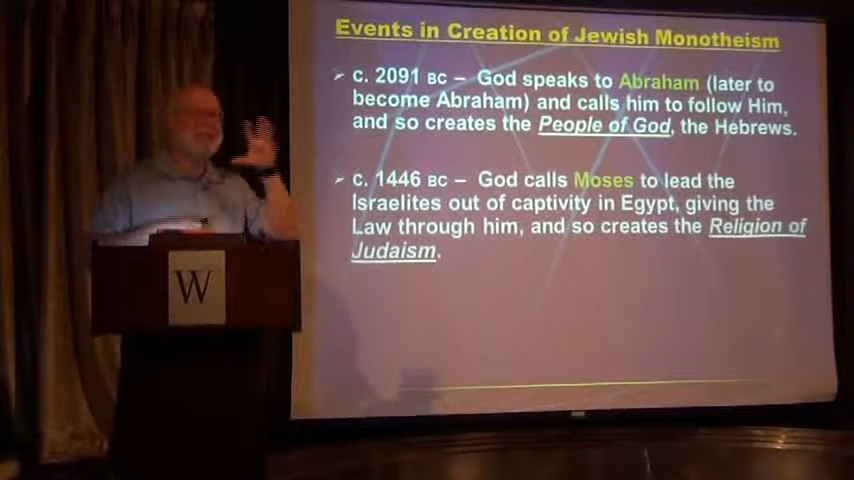 Events in Creation of Jewish Monotheism
➢ c. 2091 BC – God speaks to Abraham (later to
become Abraham) and calls him to follow Him,
and so creates the People of God, the Hebrews.
➢ c. 1446 BC – God calls Moses to lead the
Israelites out of captivity in Egypt, giving the
Law through him, and so creates the Religion of
Judaism.
W